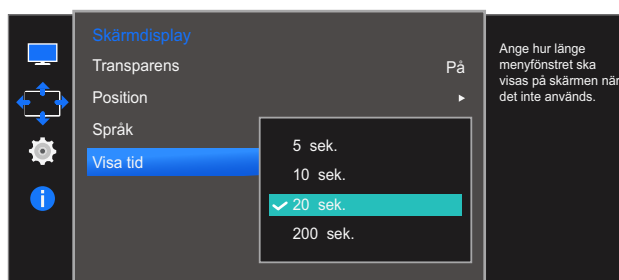 Skärmdisplay
Transparens På
Position
Språk
Visa tid
5 sek.
10 sek.
20 sek.
200 sek.
Ange hur länge
menyfönstret ska
visas på skärmen när
det inte används.